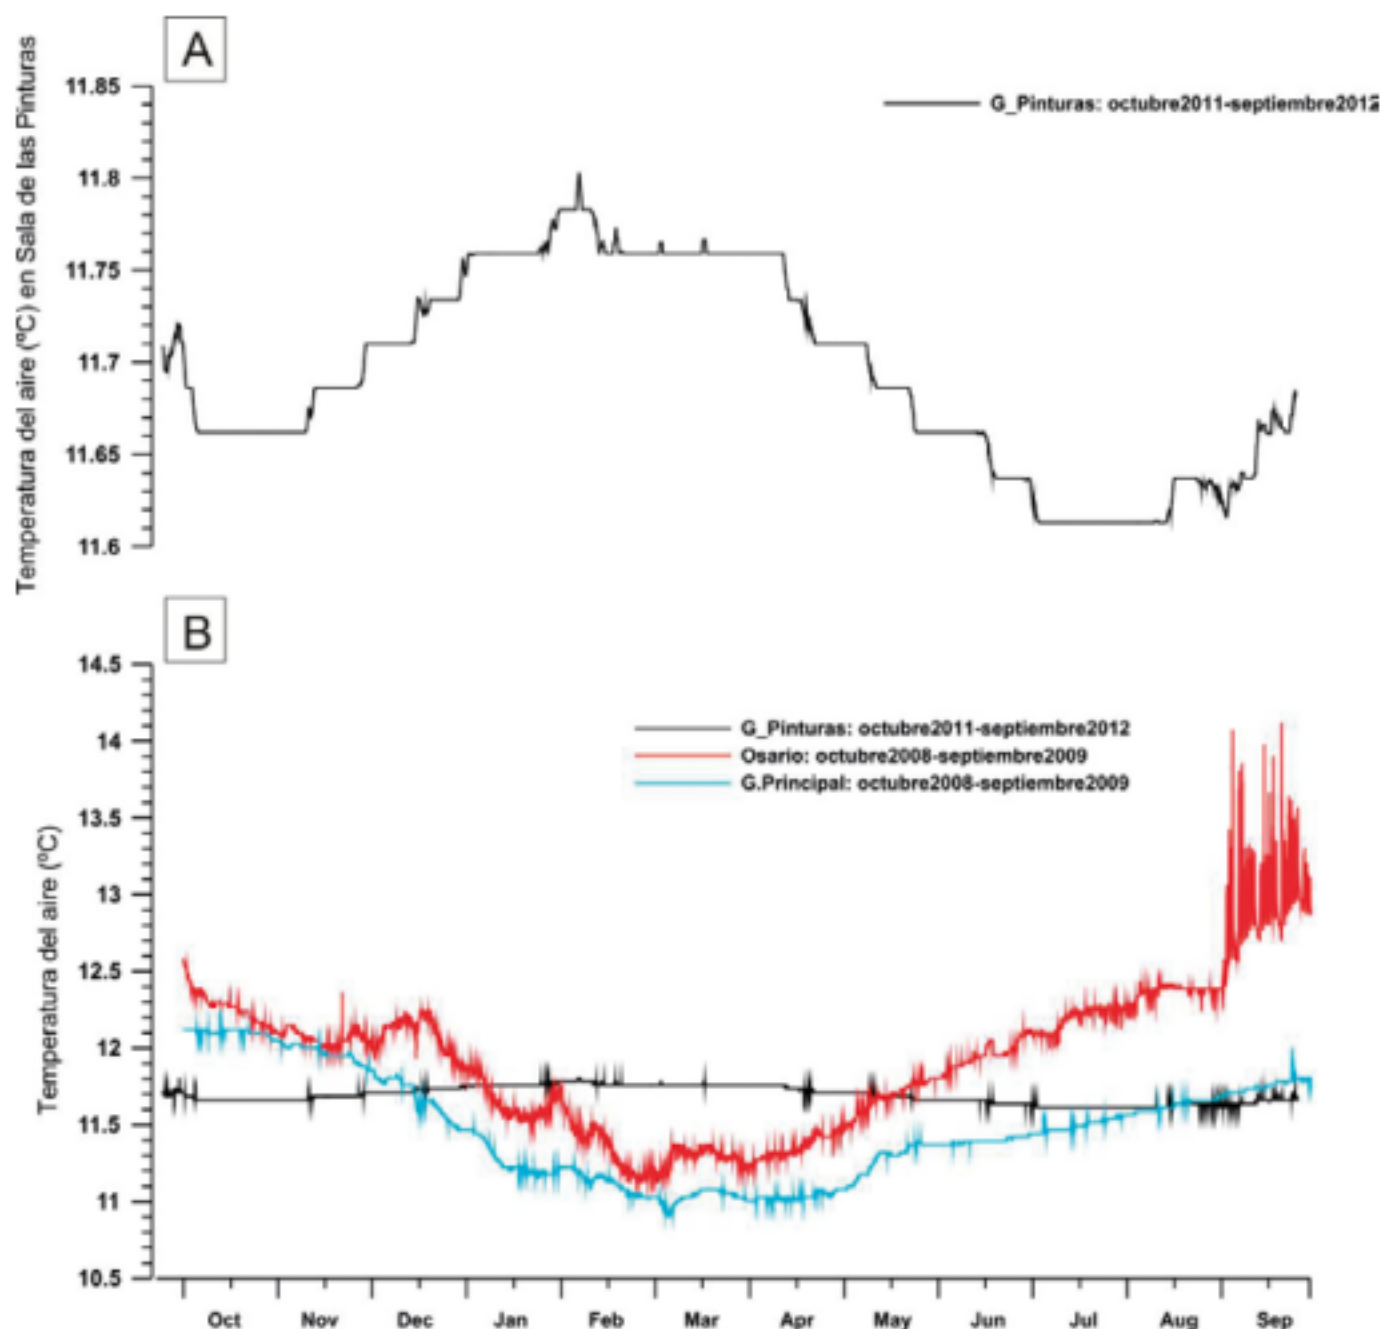 A
Temperatura del aire (ºC) en Sala de las Pinturas
G_Pinturas: octubre2011-septiembre2012
11.85
11.8
11.75
11.7
11.65
11.6
B
Temperatura del aire (ºC)
G_Pinturas: octubre2011-septiembre2012
Osario: octubre2008-septiembre2009
G.Principal: octubre2008-septiembre2009
14.5
14
13.5
13
12.5
12
11.5
11
10.5
Oct Nov Dec Jan Feb Mar Apr May Jun Jul Aug Sep